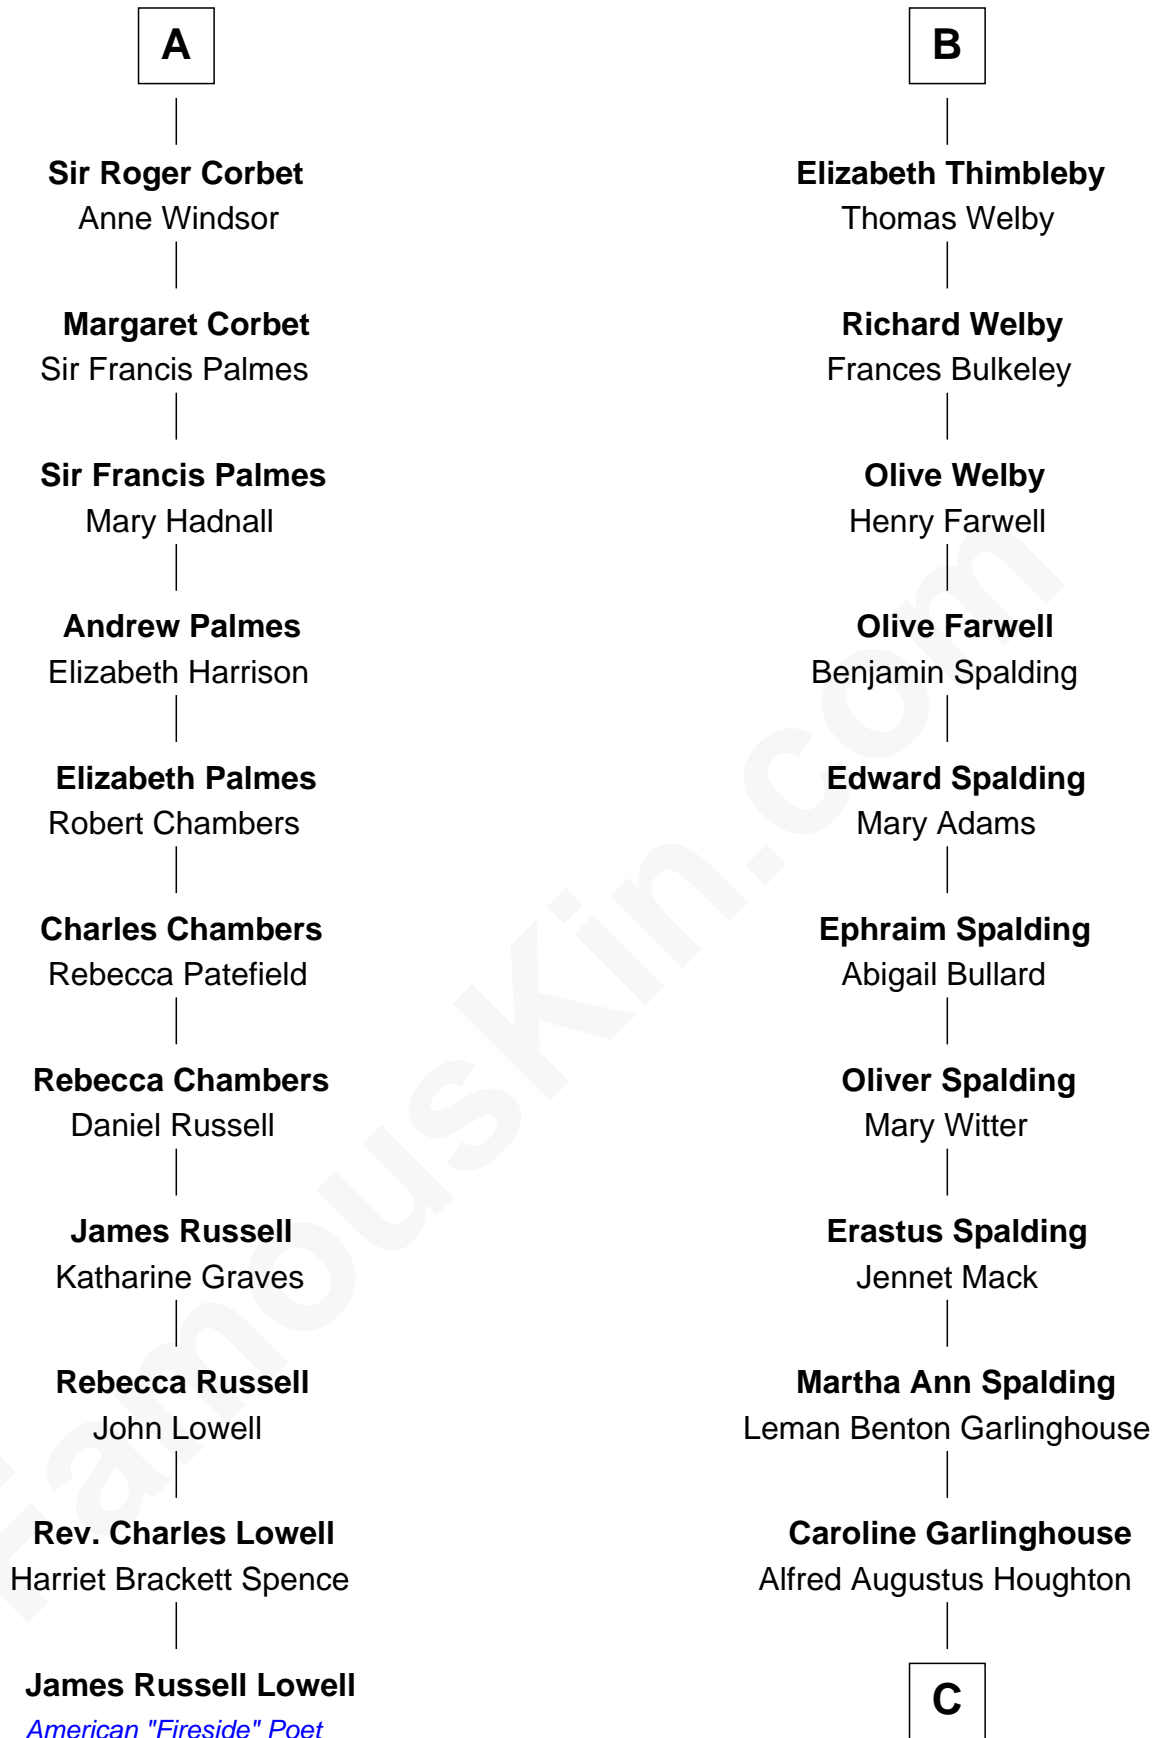 A
Sir Roger Corbet
Anne Windsor
Margaret Corbet
Sir Francis Palmes
Sir Francis Palmes
Mary Hadnall
Andrew Palmes
Elizabeth Harrison
Elizabeth Palmes
Robert Chambers
Charles Chambers
Rebecca Patefield
Rebecca Chambers
Daniel Russell
James Russell
Katharine Graves
Rebecca Russell
John Lowell
Rev. Charles Lowell
Harriet Brackett Spence
James Russell Lowell
American "Fireside" Poet
B
Elizabeth Thimbleby
Thomas Welby
Richard Welby
Frances Bulkeley
Olive Welby
Henry Farwell
Olive Farwell
Benjamin Spalding
Edward Spalding
Mary Adams
Ephraim Spalding
Abigail Bullard
Oliver Spalding
Mary Witter
Erastus Spalding
Jennet Mack
Martha Ann Spalding
Leman Benton Garlinghouse
Caroline Garlinghouse
Alfred Augustus Houghton
C
FamousKin.com